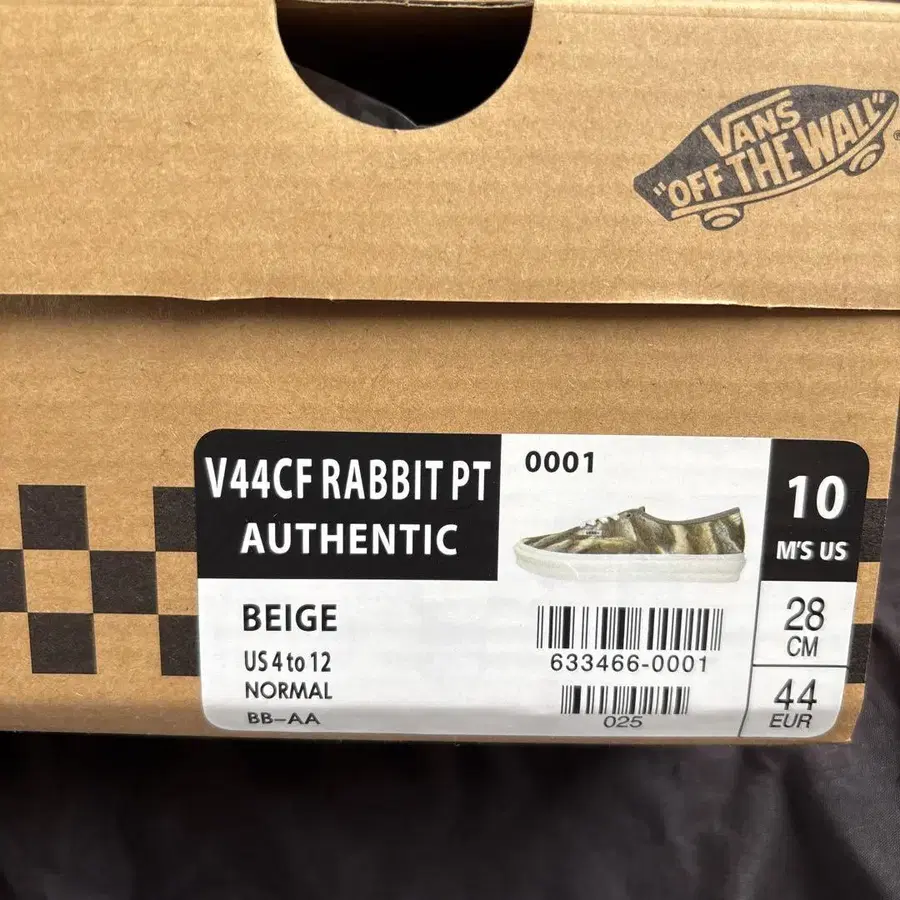 VANS
"OFF THE WALL"
V44CF RABBIT PT
AUTHENTIC
0001
10
M'S US
BEIGE
US 4 to 12
NORMAL
BB-AA
633466-0001
025
28
CM
44
EUR